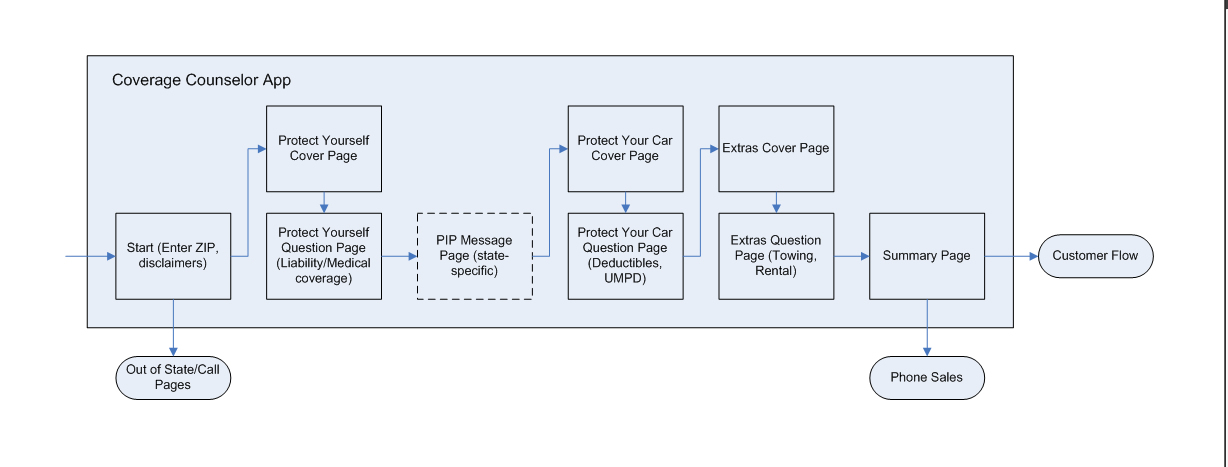 Coverage Counselor App
Protect Yourself
Cover Page
Protect Your Car
Cover Page
Extras Cover Page
Start (Enter ZIP,
disclaimers)
Protect Yourself
Question Page
(Liability/Medical
coverage)
PIP Message
Page (state-
specific)
Protect Your Car
Question Page
(Deductibles,
UMPD)
Extras Question
Page (Towing,
Rental)
Summary Page
Customer Flow
Out of State/Call
Pages
Phone Sales